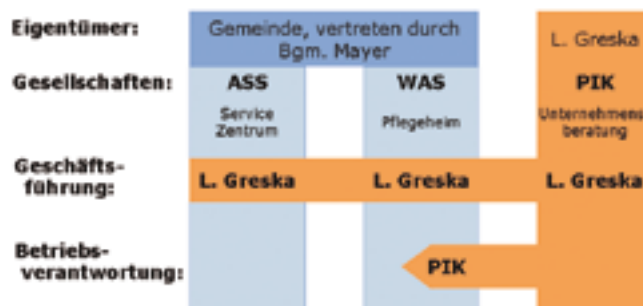 Eigentümer: Gemeinde, vertreten durch L. Greska
Bgm. Mayer
Gesellschaften: ASS WAS PIK
Service Pflegeheim Unternehmens
Zentrum beratung
Geschäfts-
führung: L. Greska L. Greska L. Greska
Betriebs-
verantwortung: PIK